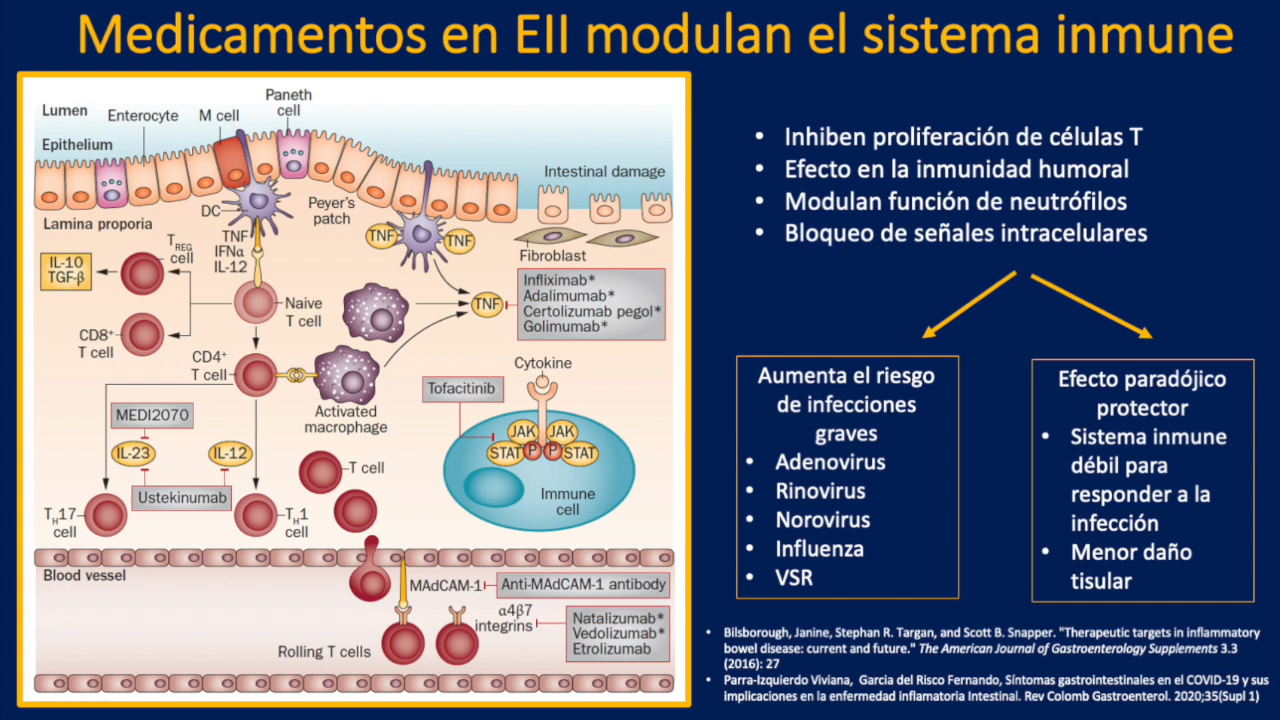 Medicamentos en EII modulan el sistema inmune
Lumen
Enterocyte
M cell
Paneth
cell
Epithelium
Intestinal damage
DC
Peyer's
patch
Lamina proporia
TNF
IFNα
IL-12
TNF
TNF
Fibroblast
T REG
cell
IL-10
TGF-β
Naive
T cell
TNF
Infliximab*
Adalimumab*
Certolizumab pegol*
Golimumab*
CD8+
T cell
CD4+
T cell
Activated
macrophage
Cytokine
Tofacitinib
MEDI2070
JAK
JAK
STAT
P
P
STAT
IL-23
IL-12
T cell
Immune
cell
Ustekinumab
TH17
cell
TH1
cell
Blood vessel
MAdCAM-1
Anti-MAdCAM-1 antibody
α4β7
integrins
Natalizumab*
Vedolizumab*
Etrolizumab
Rolling T cells
• Inhiben proliferación de células T
• Efecto en la inmunidad humoral
• Modulan función de neutrófilos
• Bloqueo de señales intracelulares
Aumenta el riesgo
de infecciones
graves
• Adenovirus
• Rinovirus
• Norovirus
• Influenza
• VSR
Efecto paradójico
protector
• Sistema inmune
débil para
responder a la
infección
• Menor daño
tisular
• Bilsborough, Janine, Stephan R. Targan, and Scott B. Snapper. "Therapeutic targets in inflammatory
bowel disease: current and future." The American Journal of Gastroenterology Supplements 3.3
(2016): 27
• Parra-Izquierdo Viviana, Garcia del Risco Fernando, Síntomas gastrointestinales en el COVID-19 y sus
implicaciones en la enfermedad inflamatoria Intestinal. Rev Colomb Gastroenterol. 2020;35(Supl 1)